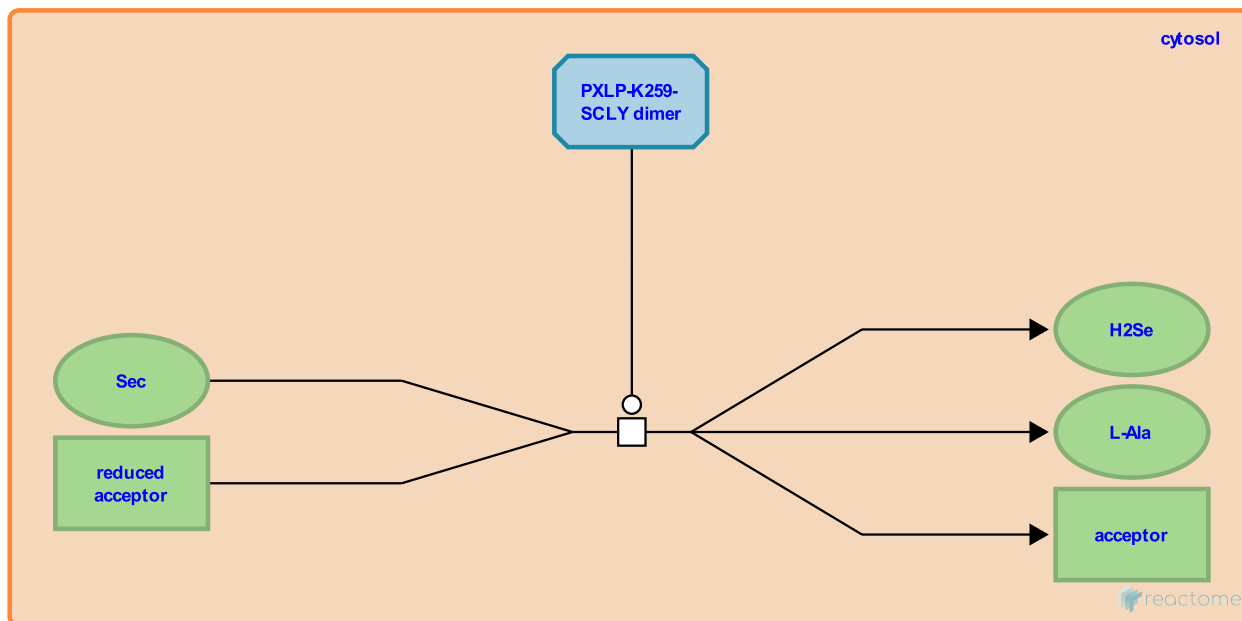 cytosol
PXLP-K259-
SCLY dimer
H2Se
Sec
L-Ala
reduced
acceptor
acceptor
reactome